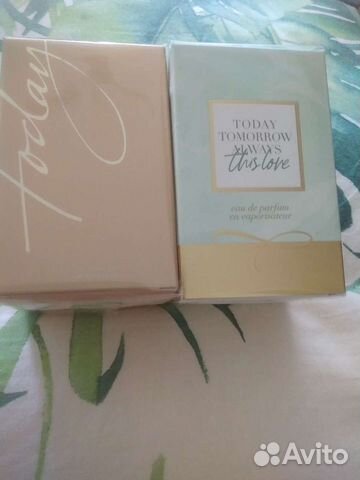 today
TODAY
TOMORROW
ALWAYS
this love
eau de parfum
en vaporisateur
Avito